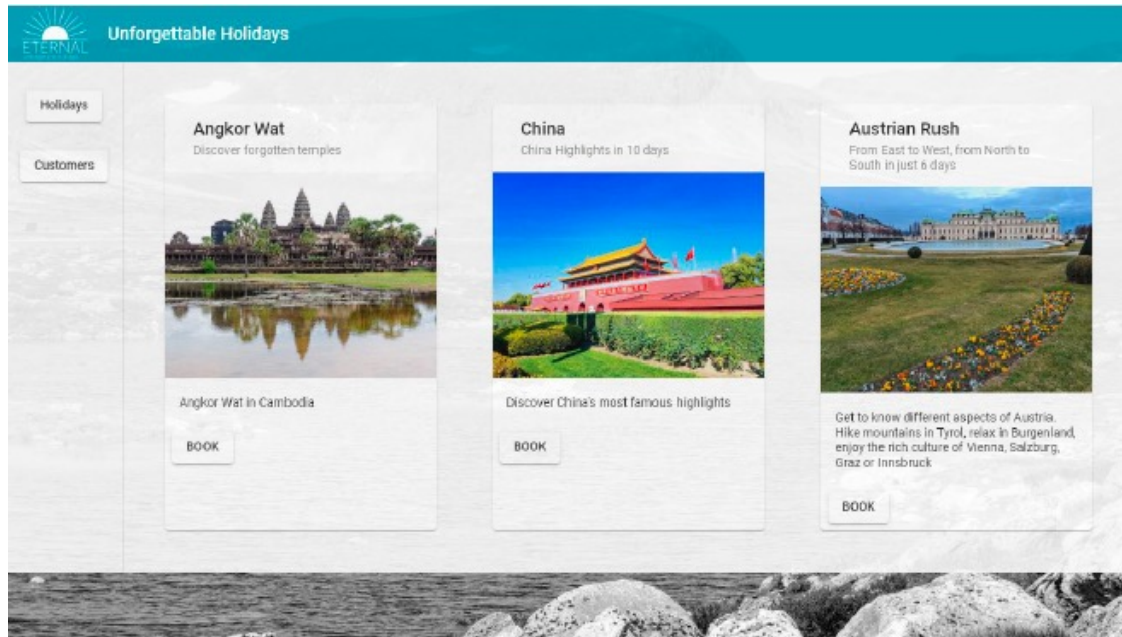 ETERNAL
Unforgettable Holidays
Holidays
Customers
Angkor Wat
Discover forgotten temples
Angkor Wat in Cambodia
BOOK
China
China Highlights in 10 days
Discover China's most famous highlights
BOOK
Austrian Rush
From East to West, from North to
South in just 6 days
Get to know different aspects of Austria.
Hike mountains in Tyrol, relax in Burgenland,
enjoy the rich culture of Vienna, Salzburg,
Graz or Innsbruck
BOOK